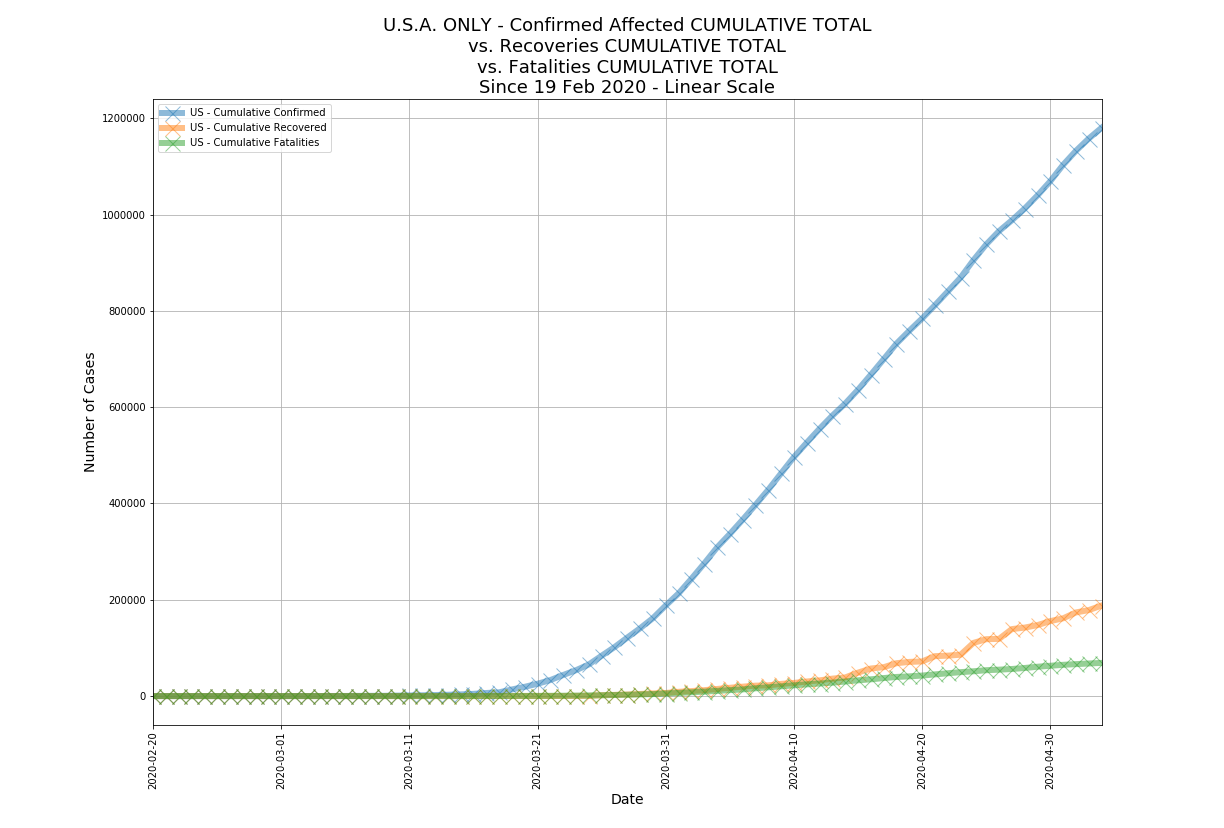 U.S.A. ONLY - Confirmed Affected CUMULATIVE TOTAL
vs. Recoveries CUMULATIVE TOTAL
vs. Fatalities CUMULATIVE TOTAL
Since 19 Feb 2020 - Linear Scale
US - Cumulative Confirmed
US - Cumulative Recovered
US - Cumulative Fatalities
1200000
1000000
800000
600000
400000
200000
0
Number of Cases
2020-02-20
2020-03-01
2020-03-11
2020-03-21
2020-03-31
2020-04-10
2020-04-20
2020-04-30
Date